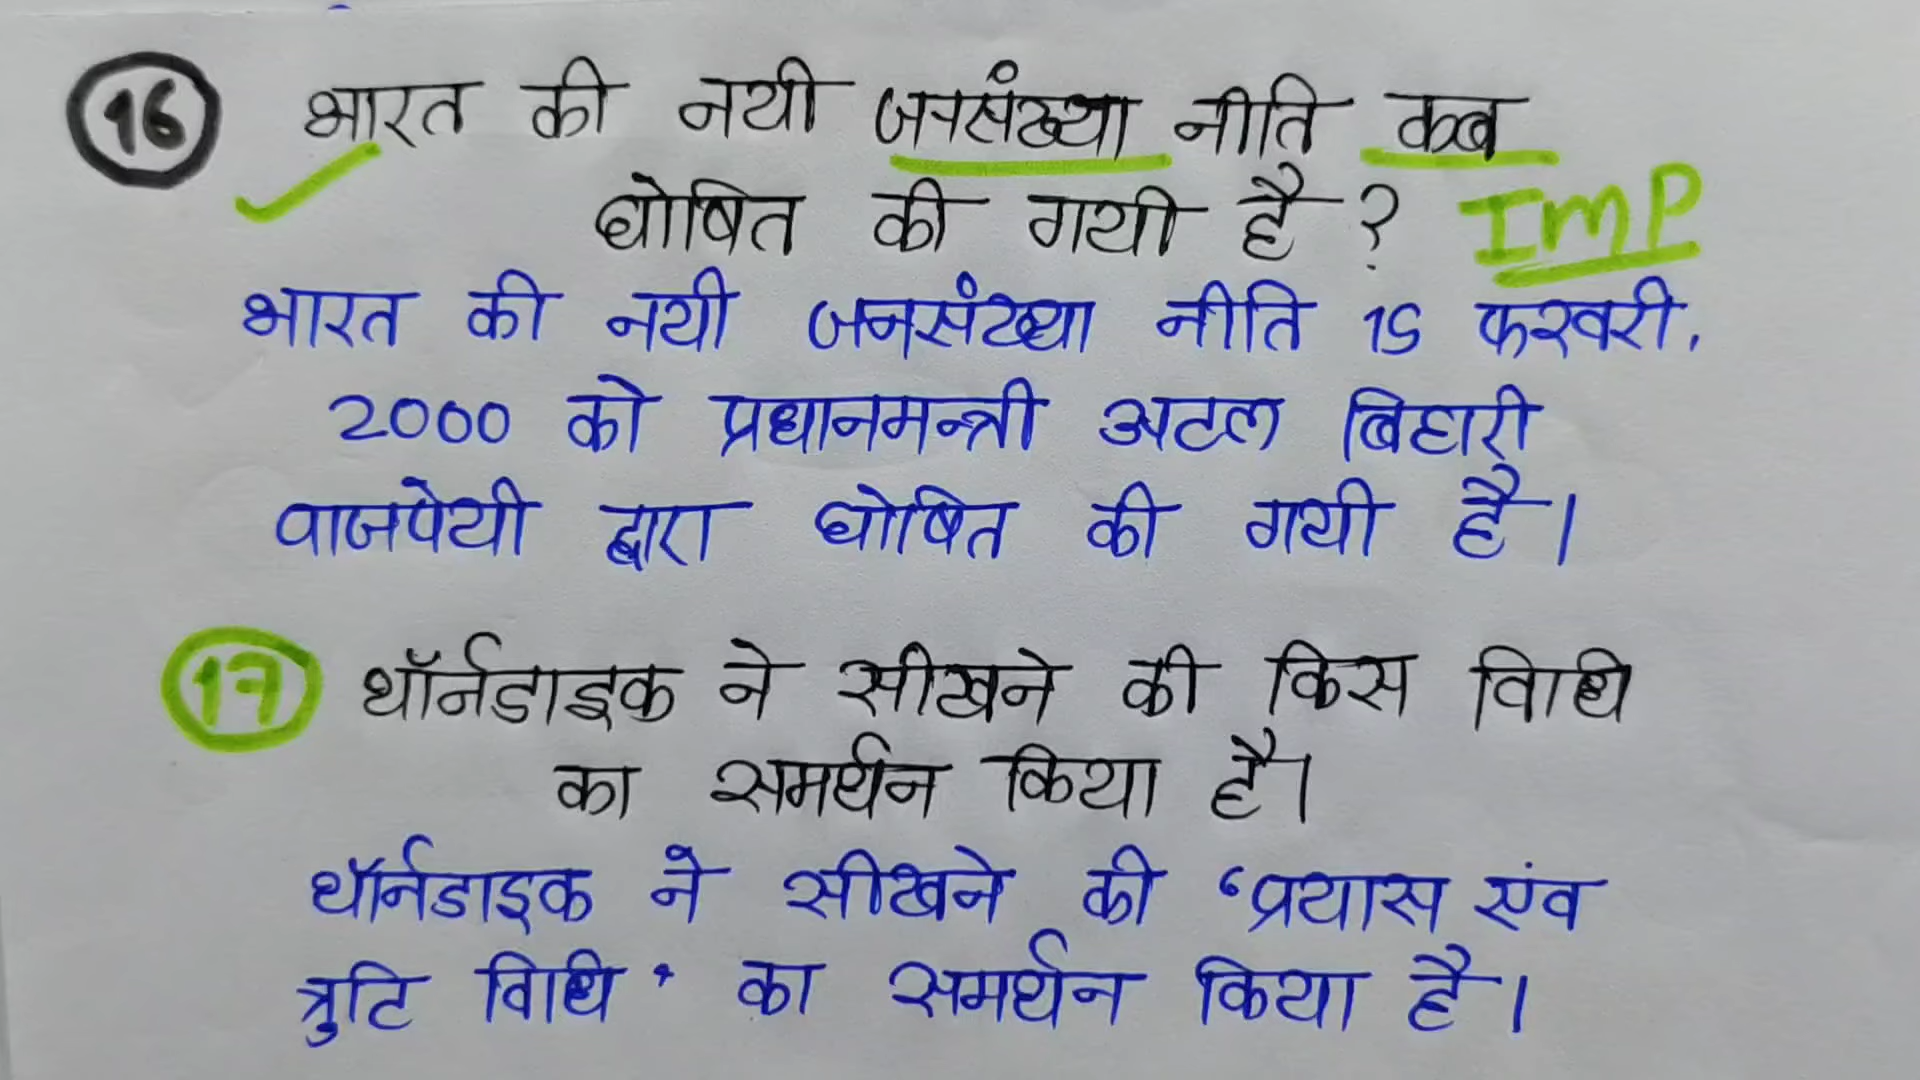 16 भारत की नयी जनसंख्या नीति कब
घोषित की गयी है? IMP
भारत की नयी जनसंख्या नीति 15 फरवरी,
2000 को प्रधानमन्त्री अटल बिहारी
वाजपेयी द्वारा घोषित की गयी है।
17 थॉर्नडाइक ने सीखने की किस विधि
का समर्थन किया है।
थॉर्नडाइक ने सीखने की ‘प्रयास एंव
त्रुटि विधि’ का समर्थन किया है।